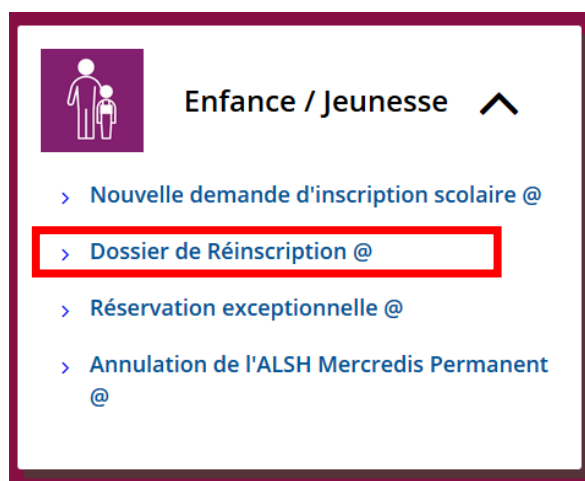 Enfance / Jeunesse
Nouvelle demande d'inscription scolaire @
Dossier de Réinscription @
Réservation exceptionnelle @
Annulation de l'ALSH Mercredis Permanent
@